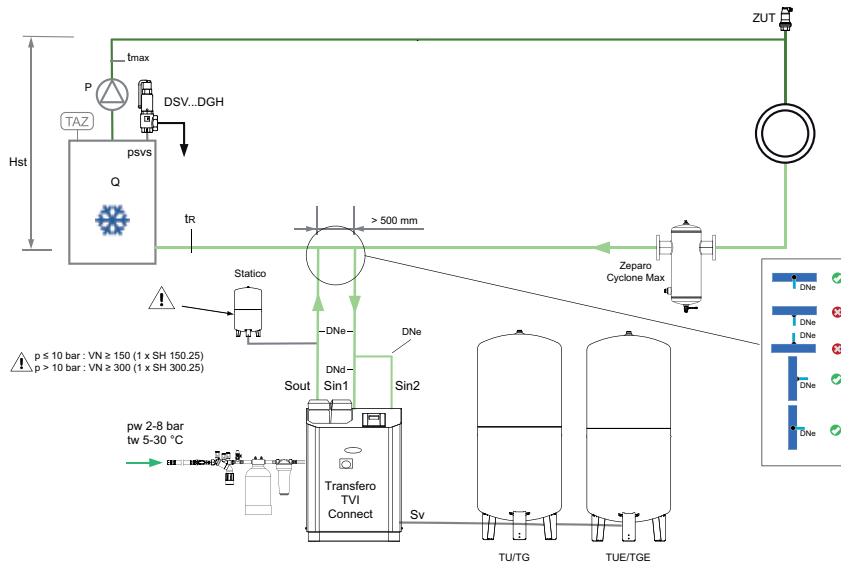 ZUT
tmax
P
DSV...DGH
TAZ
psvs
Hst
Q
tR
> 500 mm
Zeparo
Cyclone Max
Statico
!
DNe
DNe
DNe
DNe
DNe
DNe
DNe
DNd
! p ≤ 10 bar : VN ≥ 150 (1 x SH 150.25)
p > 10 bar : VN ≥ 300 (1 x SH 300.25)
Sout
Sin1
Sin2
pw 2-8 bar
tw 5-30 °C
Transfero
TVI
Connect
Sv
TU/TG
TUE/TGE